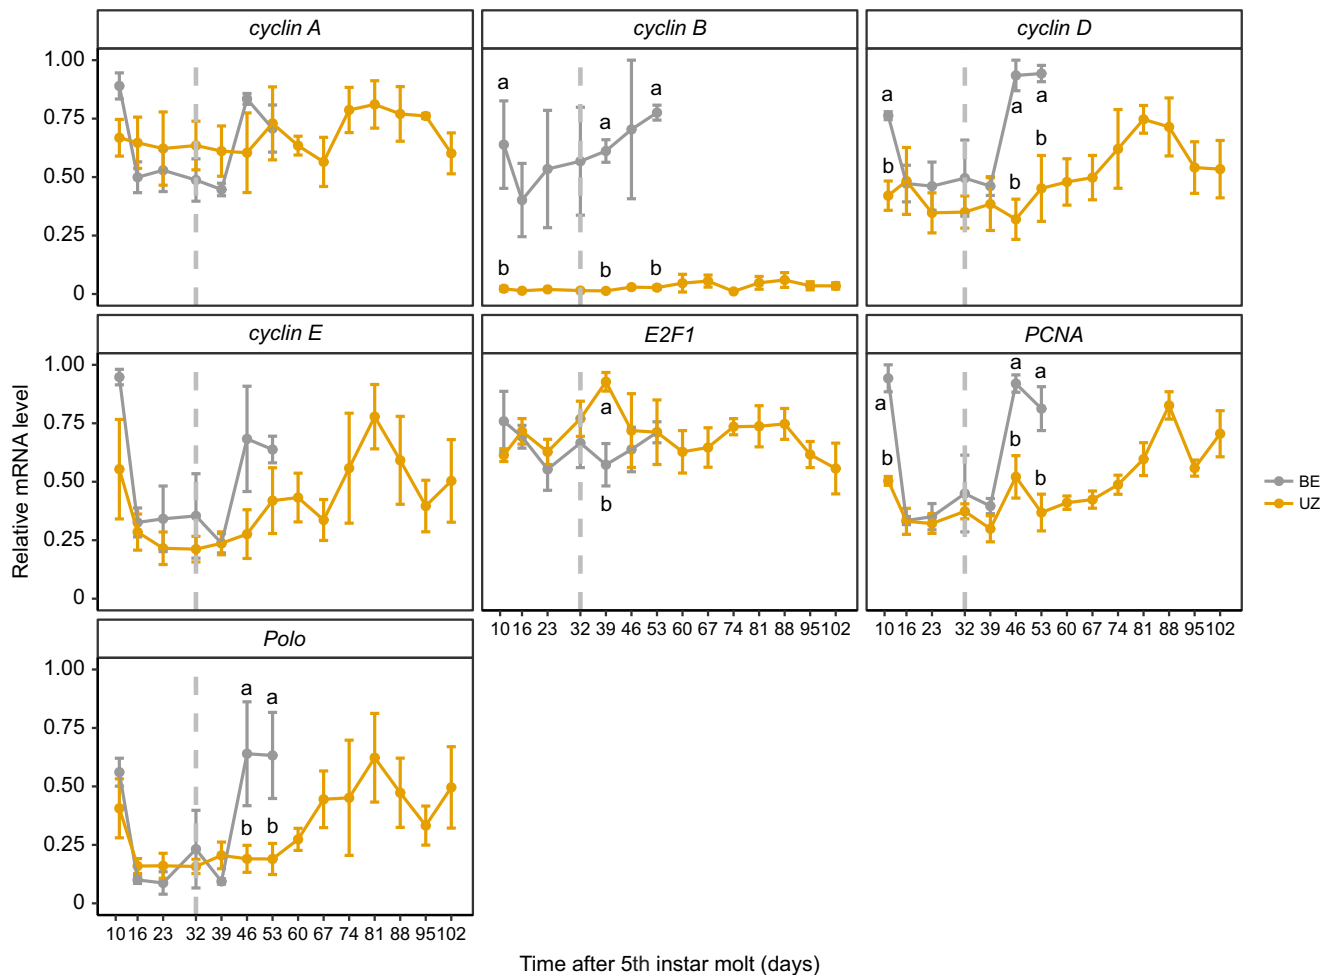 cyclin A
cyclin B
cyclin D
1.00
0.75
0.50
0.25
0
a
b
a
b
a
b
a
b
a
b
a
b
cyclin E
E2F1
PCNA
1.00
0.75
0.50
0.25
0
a
b
a
b
a
b
a
b
10 16 23 32 39 46 53 60 67 74 81 88 95 102
10 16 23 32 39 46 53 60 67 74 81 88 95 102
Polo
1.00
0.75
0.50
0.25
0
a
a
b
b
10 16 23 32 39 46 53 60 67 74 81 88 95 102
Relative mRNA level
Time after 5th instar molt (days)
BE
UZ